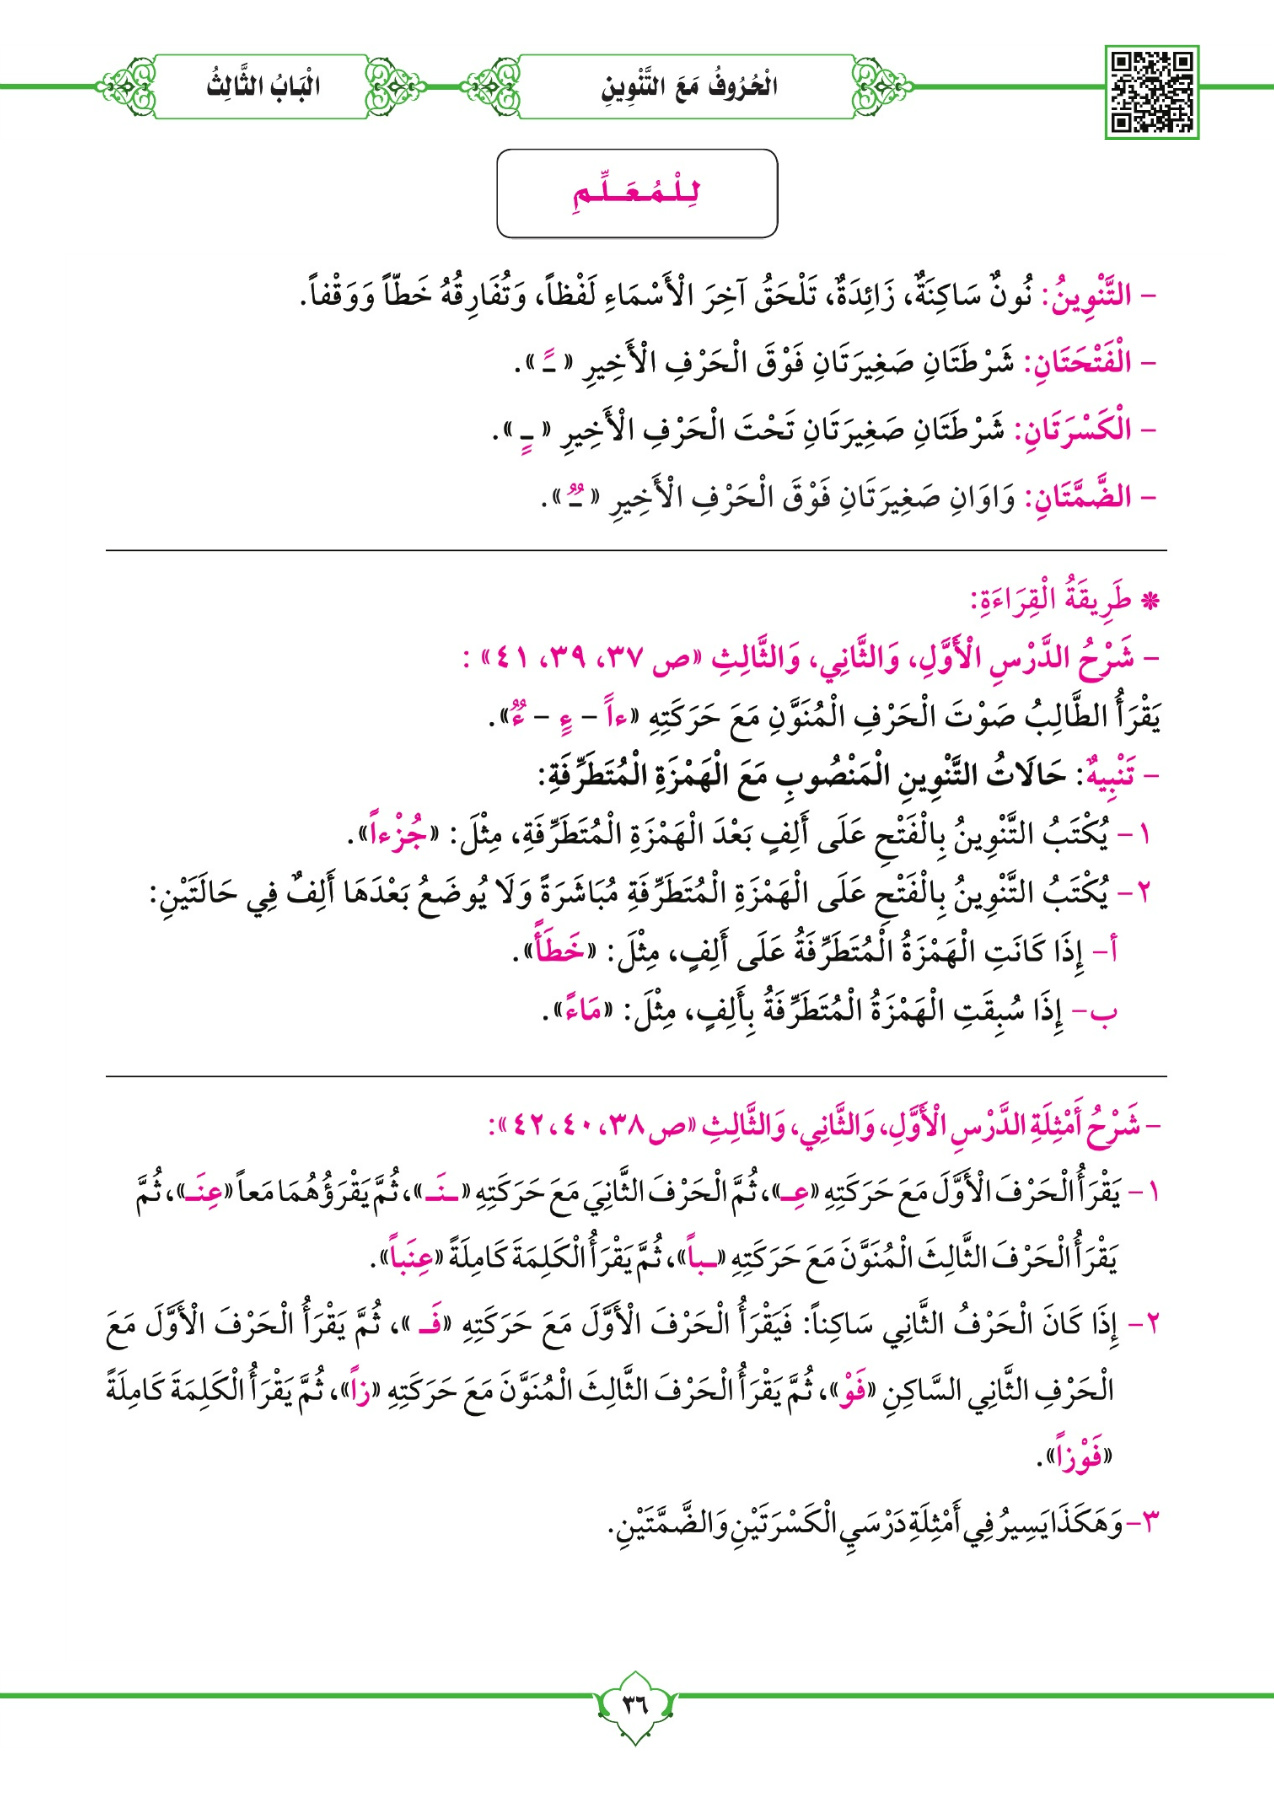 الْحُرُوفُ مَعَ التَّنْوِينِ
الْبَابُ الثَّالِثُ
لِلْمُعَلِّمِ
– التَّنْوِينُ: نُونٌ سَاكِنَةٌ، زَائِدَةٌ، تَلْحَقُ آخِرَ الْأَسْمَاءِ لَفْظاً، وَتُفَارِقُهُ خَطّاً وَوَقْفاً.
– الْفَتْحَتَانِ: شَرْطَتَانِ صَغِيرَتَانِ فَوْقَ الْحَرْفِ الْأَخِيرِ « ـً ».
– الْكَسْرَتَانِ: شَرْطَتَانِ صَغِيرَتَانِ تَحْتَ الْحَرْفِ الْأَخِيرِ « ـٍ ».
– الضَّمَّتَانِ: وَاوَانِ صَغِيرَتَانِ فَوْقَ الْحَرْفِ الْأَخِيرِ « ـٌ ».
* طَرِيقَةُ الْقِرَاءَةِ:
– شَرْحُ الدَّرْسِ الْأَوَّلِ، وَالثَّانِي، وَالثَّالِثِ «ص ٣٧، ٣٩، ٤١» :
يَقْرَأُ الطَّالِبُ صَوْتَ الْحَرْفِ الْمُنَوَّنِ مَعَ حَرَكَتِهِ «ءاً – ءٍ – ءٌ».
– تَنْبِيهٌ: حَالَاتُ التَّنْوِينِ الْمَنْصُوبِ مَعَ الْهَمْزَةِ الْمُتَطَرِّفَةِ:
١– يُكْتَبُ التَّنْوِينُ بِالْفَتْحِ عَلَى أَلِفٍ بَعْدَ الْهَمْزَةِ الْمُتَطَرِّفَةِ، مِثْلَ: «جُزْءاً».
٢– يُكْتَبُ التَّنْوِينُ بِالْفَتْحِ عَلَى الْهَمْزَةِ الْمُتَطَرِّفَةِ مُبَاشَرَةً وَلَا يُوضَعُ بَعْدَهَا أَلِفٌ فِي حَالَتَيْنِ:
أ– إِذَا كَانَتِ الْهَمْزَةُ الْمُتَطَرِّفَةُ عَلَى أَلِفٍ، مِثْلَ: «خَطَأً».
ب– إِذَا سُبِقَتِ الْهَمْزَةُ الْمُتَطَرِّفَةُ بِأَلِفٍ، مِثْلَ: «مَاءً».
– شَرْحُ أَمْثِلَةِ الدَّرْسِ الْأَوَّلِ، وَالثَّانِي، وَالثَّالِثِ «ص ٣٨، ٤٠، ٤٢»:
١– يَقْرَأُ الْحَرْفَ الْأَوَّلَ مَعَ حَرَكَتِهِ «عِـ»، ثُمَّ الْحَرْفَ الثَّانِيَ مَعَ حَرَكَتِهِ «ـنَـ»، ثُمَّ يَقْرَؤُهُمَا مَعاً «عِنَـ»، ثُمَّ
يَقْرَأُ الْحَرْفَ الثَّالِثَ الْمُنَوَّنَ مَعَ حَرَكَتِهِ «ـباً»، ثُمَّ يَقْرَأُ الْكَلِمَةَ كَامِلَةً «عِنَباً».
٢– إِذَا كَانَ الْحَرْفُ الثَّانِي سَاكِناً: فَيَقْرَأُ الْحَرْفَ الْأَوَّلَ مَعَ حَرَكَتِهِ «فَـ »، ثُمَّ يَقْرَأُ الْحَرْفَ الْأَوَّلَ مَعَ
الْحَرْفِ الثَّانِي السَّاكِنِ «فَوْ»، ثُمَّ يَقْرَأُ الْحَرْفَ الثَّالِثَ الْمُنَوَّنَ مَعَ حَرَكَتِهِ «زاً»، ثُمَّ يَقْرَأُ الْكَلِمَةَ كَامِلَةً
«فَوْزاً».
٣– وَهَكَذَا يَسِيرُ فِي أَمْثِلَةِ دَرْسَيِ الْكَسْرَتَيْنِ وَالضَّمَّتَيْنِ.
٣٦